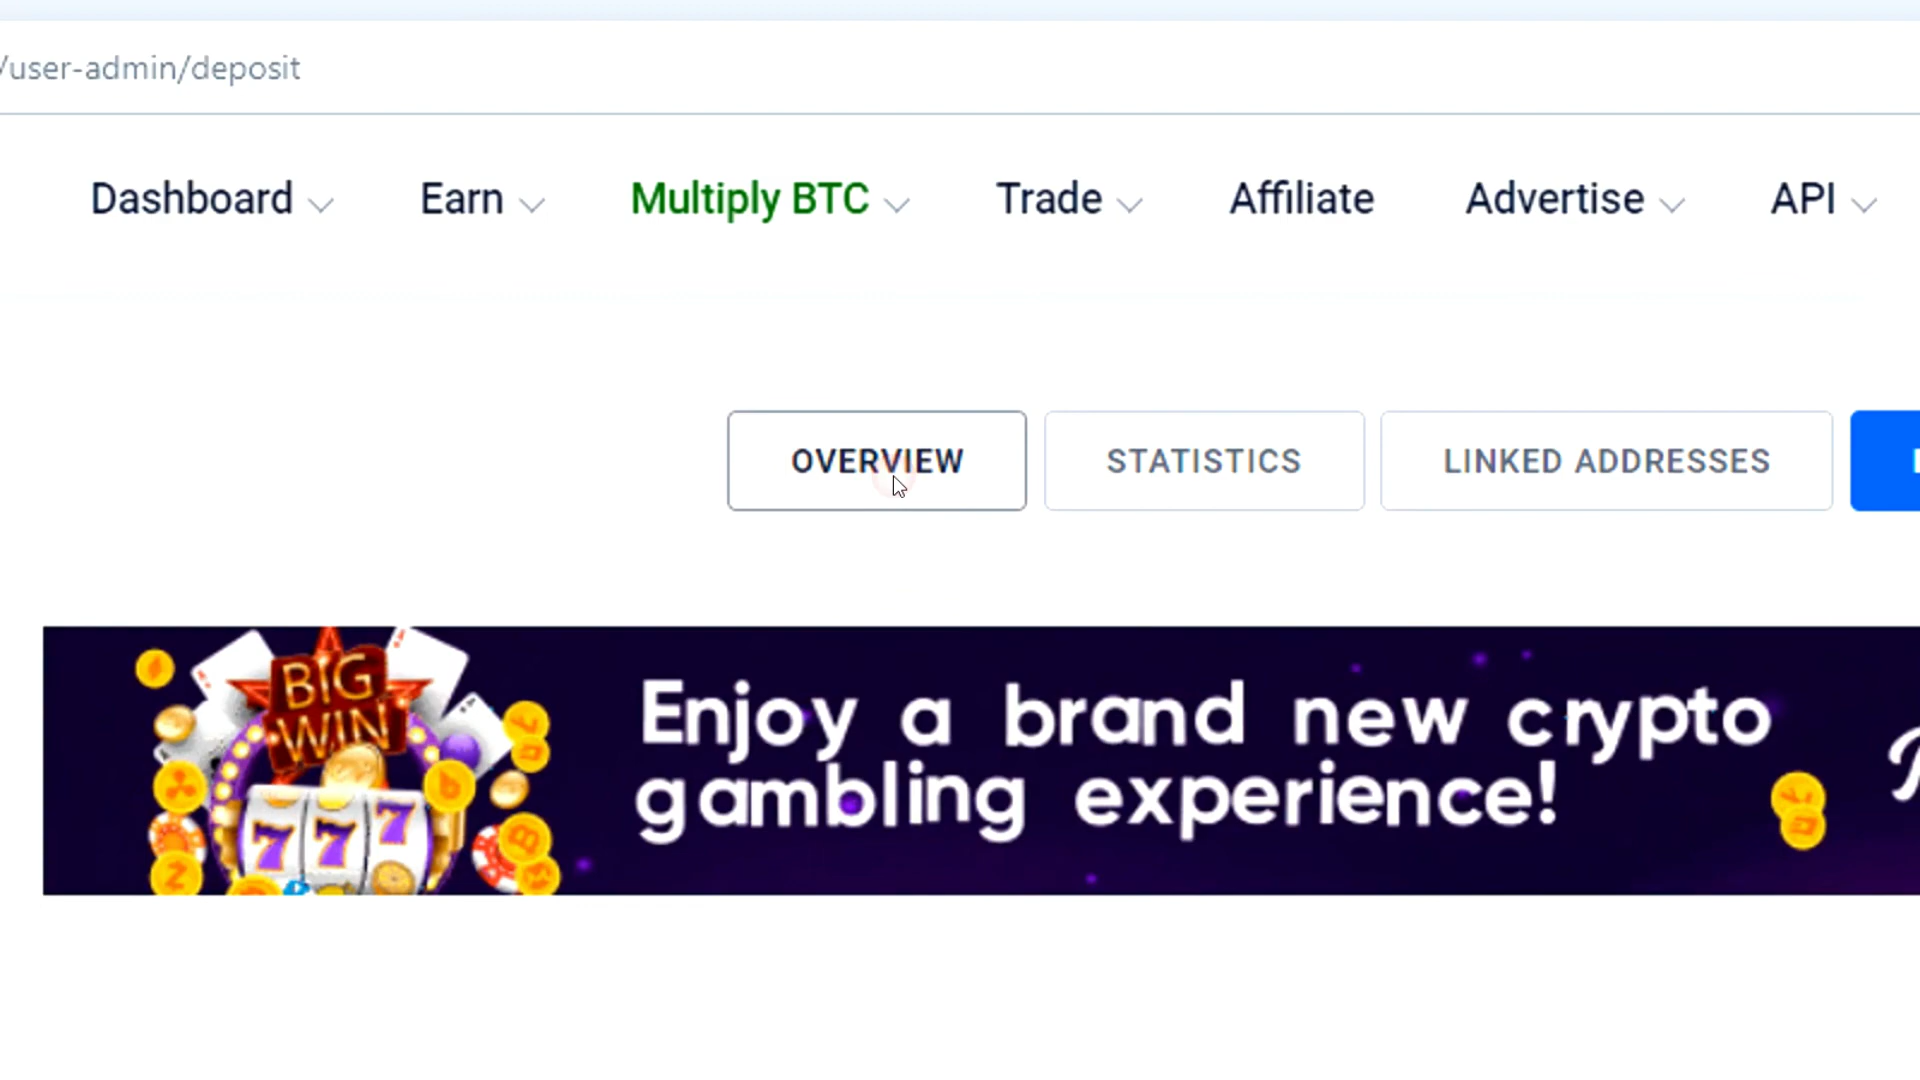 /user-admin/deposit
Dashboard Earn Multiply BTC Trade Affiliate Advertise API
OVERVIEW STATISTICS LINKED ADDRESSES
BIG
WIN
Enjoy a brand new crypto
gambling experience!
777